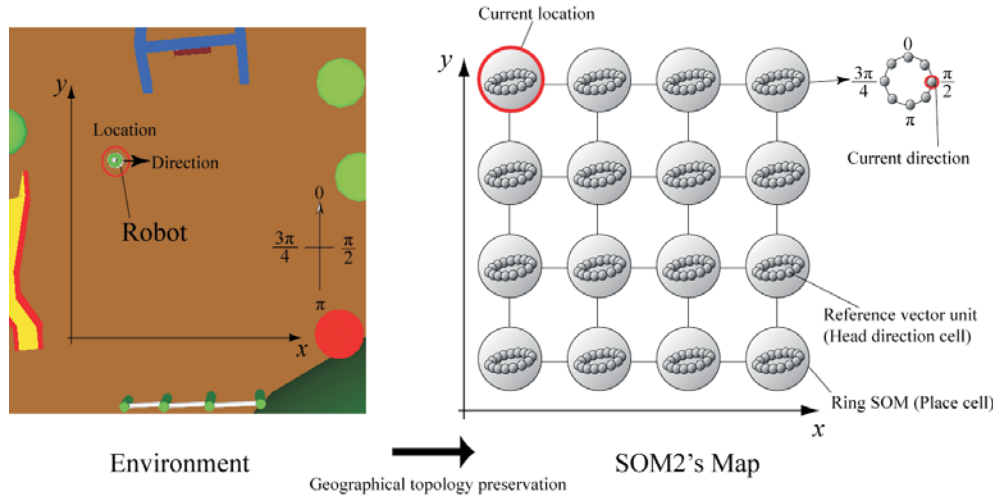 Current location
y
Location
Direction
Robot
0
3π
4
π
2
π
x
Environment
Geographical topology preservation
y
0
3π
4
π
2
π
Current direction
Reference vector unit
(Head direction cell)
Ring SOM (Place cell)
x
SOM2's Map